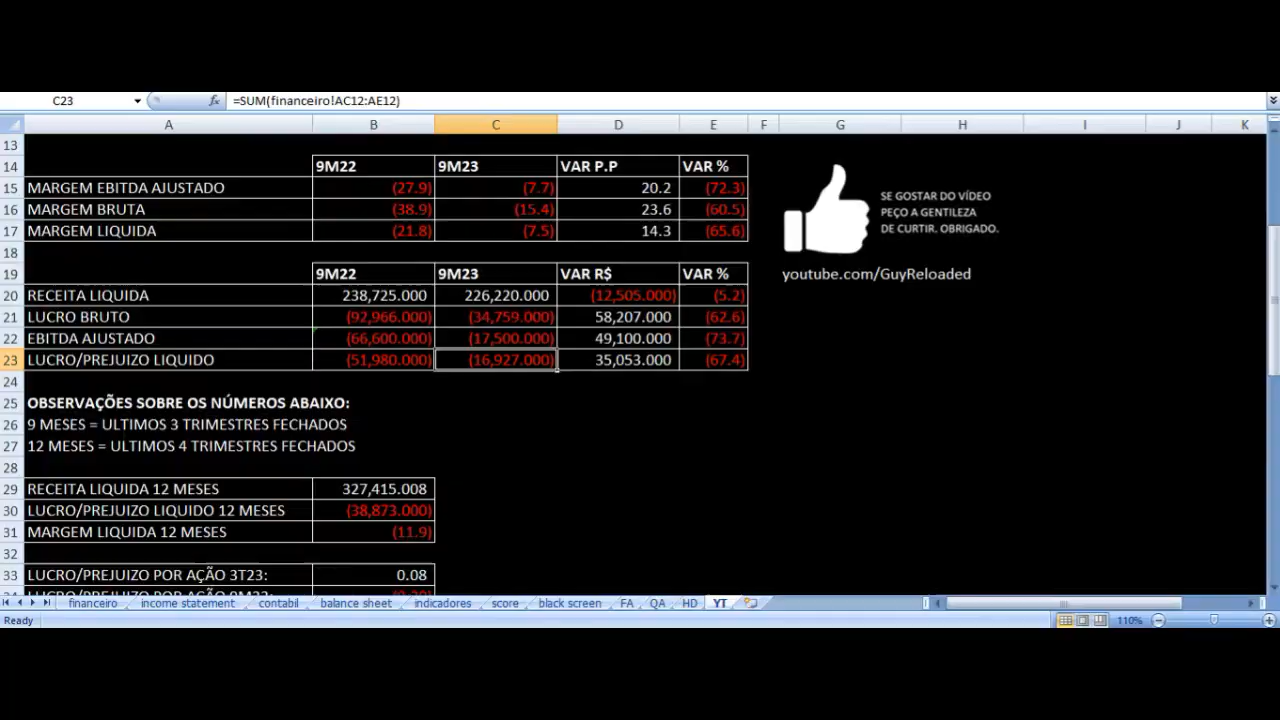 C23 fx =SUM(financeiro!AC12:AE12)
A B C D E F G H I J K
13
14 9M22 9M23 VAR P.P VAR %
15 MARGEM EBITDA AJUSTADO (27.9) (7.7) 20.2 (72.3)
16 MARGEM BRUTA (38.9) (15.4) 23.6 (60.5)
17 MARGEM LIQUIDA (21.8) (7.5) 14.3 (65.6)
SE GOSTAR DO VÍDEO
PEÇO A GENTILEZA
DE CURTIR. OBRIGADO.
youtube.com/GuyReloaded
18
19 9M22 9M23 VAR R$ VAR %
20 RECEITA LIQUIDA 238,725.000 226,220.000 (12,505.000) (5.2)
21 LUCRO BRUTO (92,966.000) (34,759.000) 58,207.000 (62.6)
22 EBITDA AJUSTADO (66,600.000) (17,500.000) 49,100.000 (73.7)
23 LUCRO/PREJUIZO LIQUIDO (51,980.000) (16,927.000) 35,053.000 (67.4)
24
25 OBSERVAÇÕES SOBRE OS NÚMEROS ABAIXO:
26 9 MESES = ULTIMOS 3 TRIMESTRES FECHADOS
27 12 MESES = ULTIMOS 4 TRIMESTRES FECHADOS
28
29 RECEITA LIQUIDA 12 MESES 327,415.008
30 LUCRO/PREJUIZO LIQUIDO 12 MESES (38,873.000)
31 MARGEM LIQUIDA 12 MESES (11.9)
32
33 LUCRO/PREJUIZO POR AÇÃO 3T23: 0.08
financeiro income statement contabil balance sheet indicadores score black screen FA QA HD YT
Ready 110%